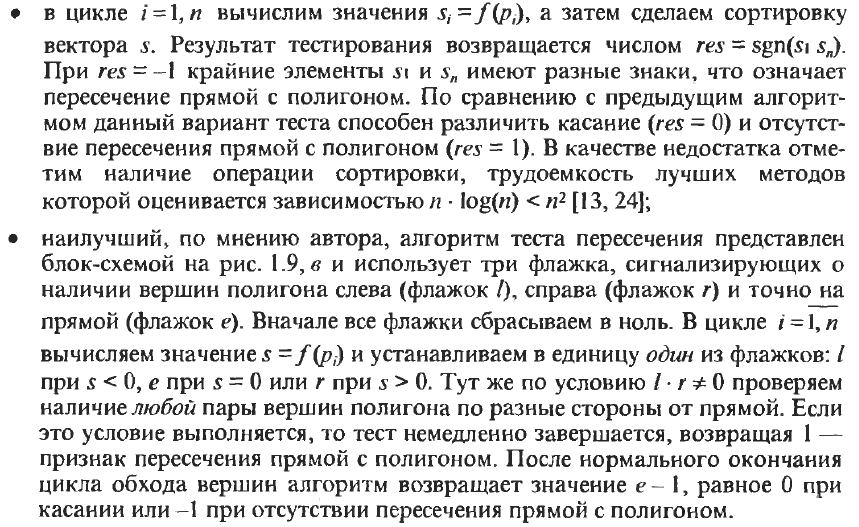 • в цикле i = 1, n вычислим значения sᵢ = f (pᵢ), а затем сделаем сортировку
вектора s. Результат тестирования возвращается числом res = sgn(s₁ sₙ).
При res = −1 крайние элементы s₁ и sₙ имеют разные знаки, что означает
пересечение прямой с полигоном. По сравнению с предыдущим алгорит-
мом данный вариант теста способен различить касание (res = 0) и отсутст-
вие пересечения прямой с полигоном (res = 1). В качестве недостатка отме-
тим наличие операции сортировки, трудоемкость лучших методов
которой оценивается зависимостью n · log(n) < n² [13, 24];
• наилучший, по мнению автора, алгоритм теста пересечения представлен
блок-схемой на рис. 1.9, в и использует три флажка, сигнализирующих о
наличии вершин полигона слева (флажок l), справа (флажок r) и точно на
прямой (флажок e). Вначале все флажки сбрасываем в ноль. В цикле i = 1, n
вычисляем значение s = f (pᵢ) и устанавливаем в единицу один из флажков: l
при s < 0, e при s = 0 или r при s > 0. Тут же по условию l · r ≠ 0 проверяем
наличие любой пары вершин полигона по разные стороны от прямой. Если
это условие выполняется, то тест немедленно завершается, возвращая 1 —
признак пересечения прямой с полигоном. После нормального окончания
цикла обхода вершин алгоритм возвращает значение e − 1, равное 0 при
касании или −1 при отсутствии пересечения прямой с полигоном.